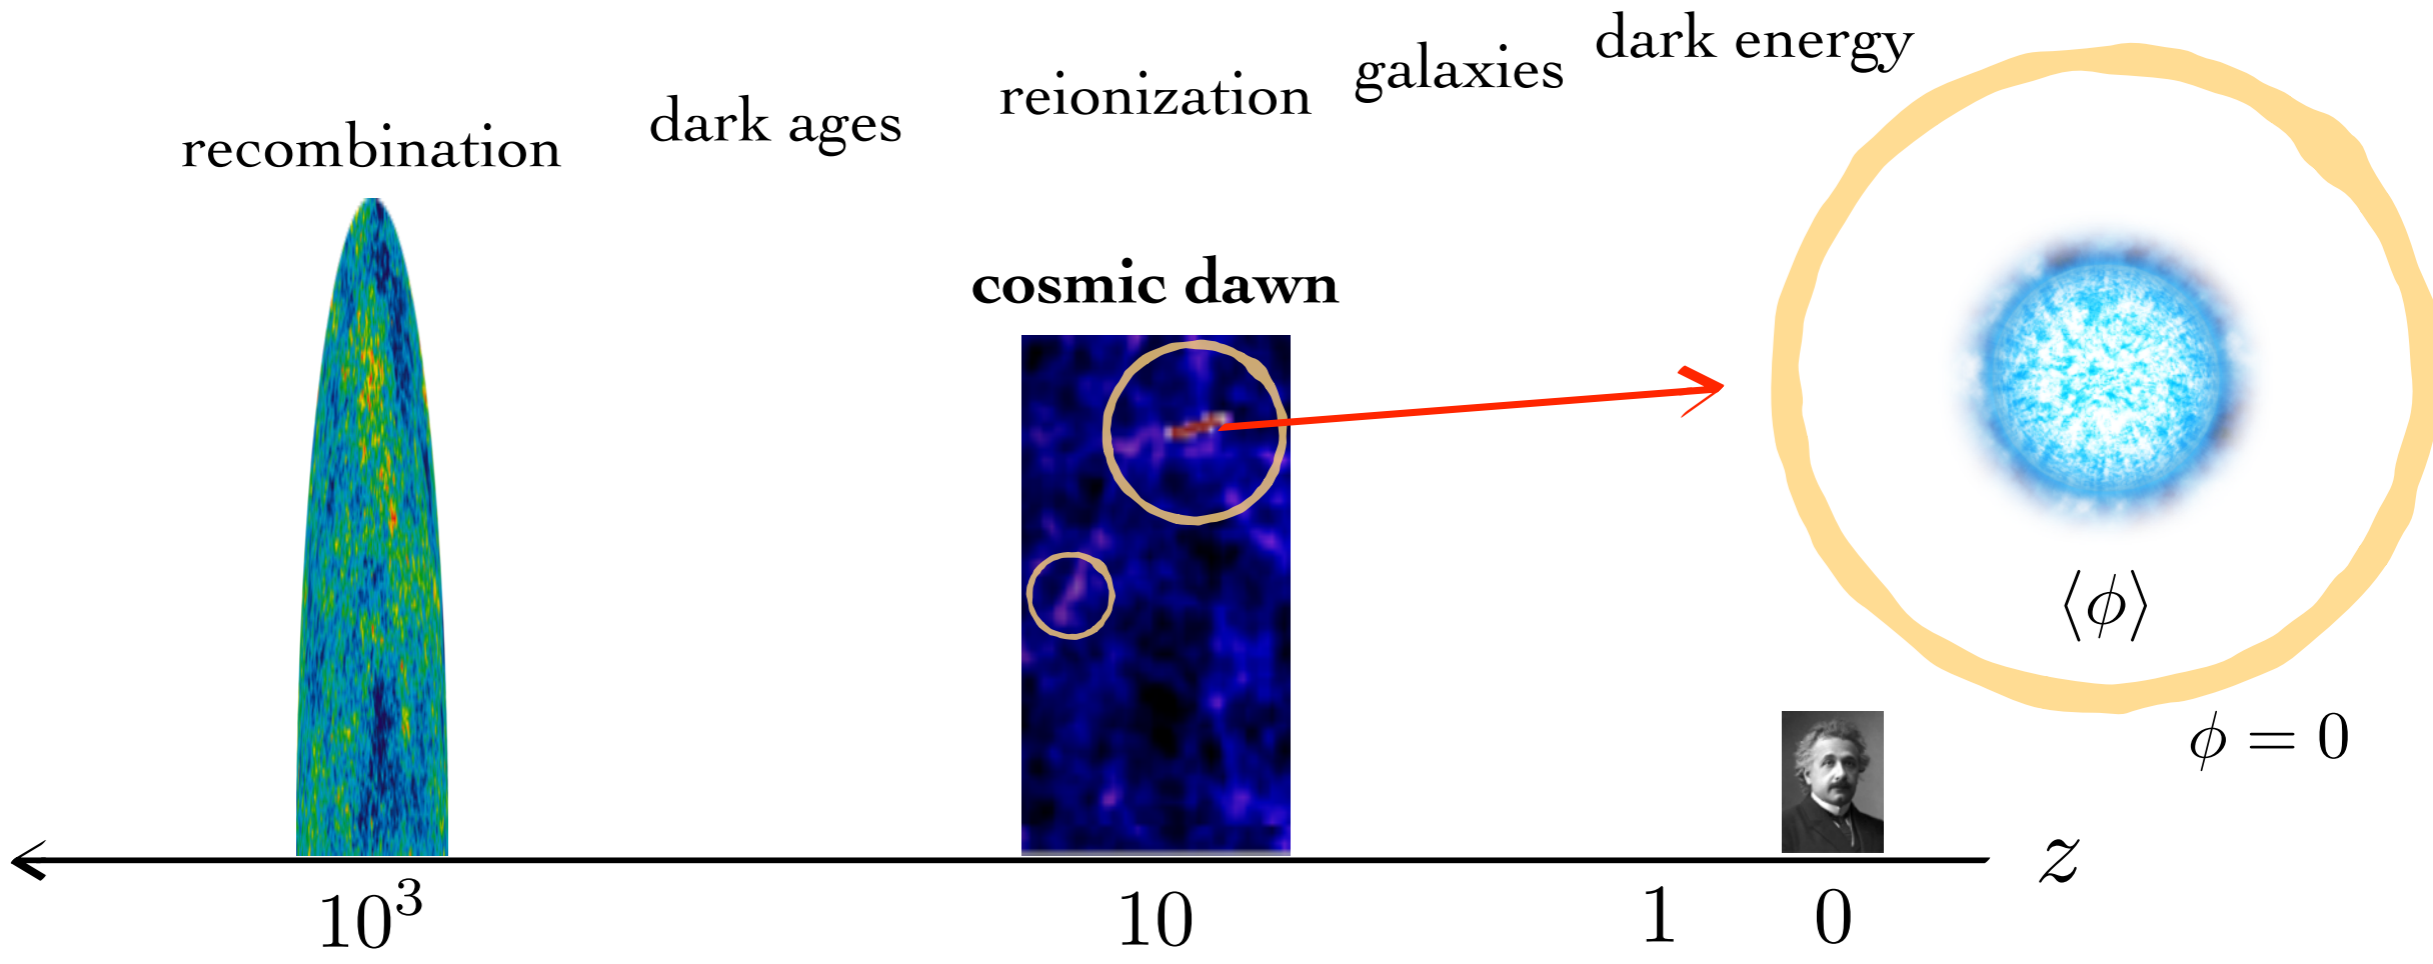 dark energy
galaxies
reionization
dark ages
recombination
cosmic dawn
⟨ϕ⟩
ϕ = 0
z
10³ 10 1 0